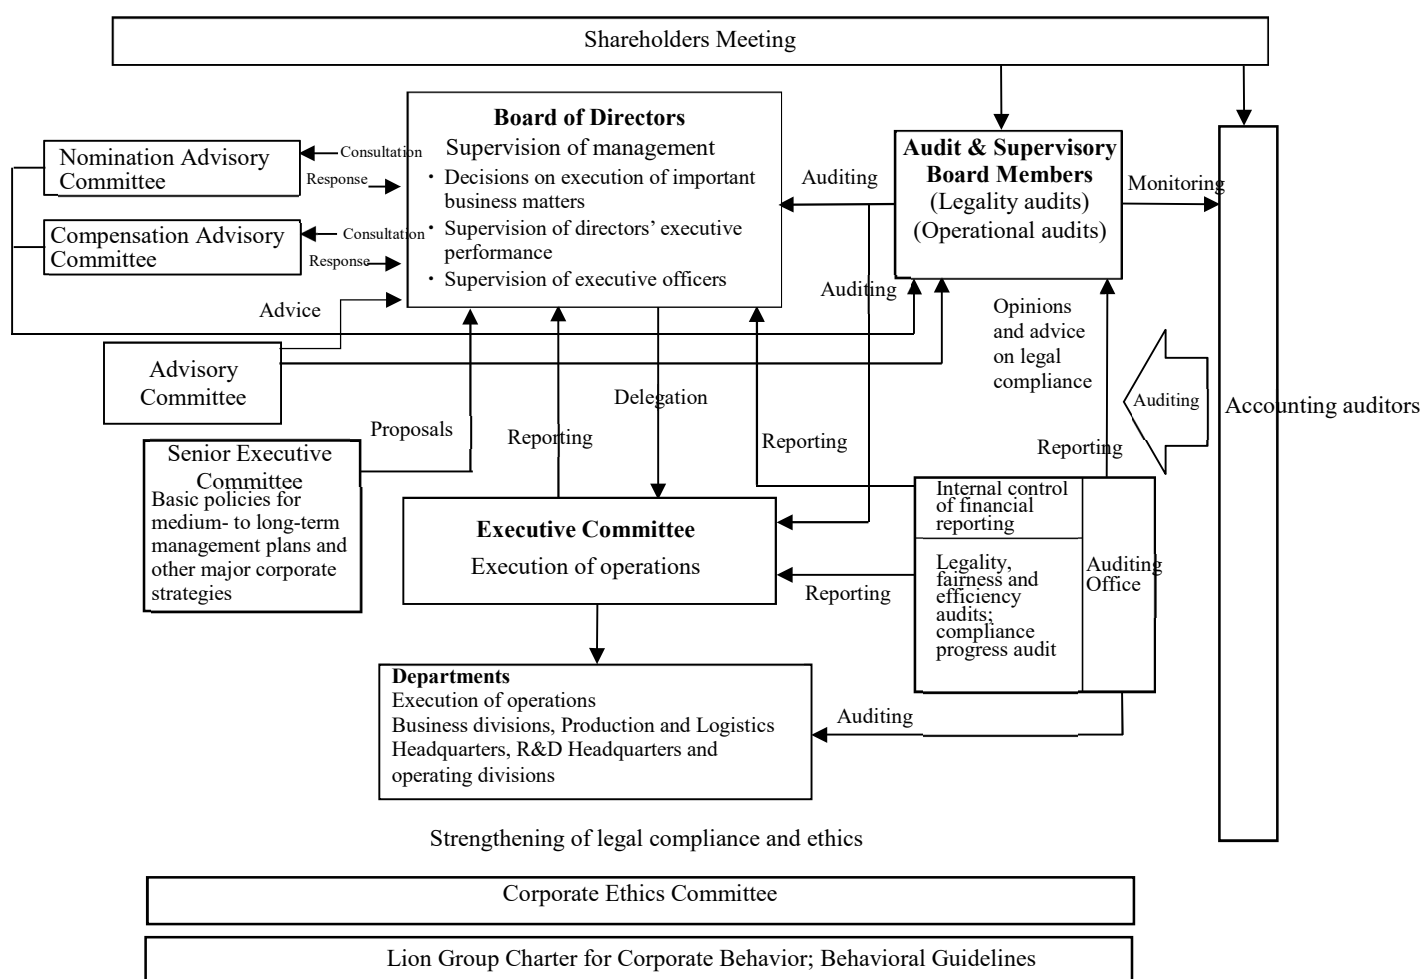 Shareholders Meeting
Board of Directors
Supervision of management
・ Decisions on execution of important
business matters
・ Supervision of directors’ executive
performance
・ Supervision of executive officers
Nomination Advisory
Committee
Consultation
Response
Compensation Advisory
Committee
Consultation
Response
Auditing
Audit & Supervisory
Board Members
(Legality audits)
(Operational audits)
Monitoring
Advice
Auditing
Opinions
and advice
on legal
compliance
Advisory
Committee
Delegation
Auditing
Accounting auditors
Proposals
Reporting
Reporting
Reporting
Senior Executive
Committee
Basic policies for
medium- to long-term
management plans and
other major corporate
strategies
Executive Committee
Execution of operations
Reporting
Internal control
of financial
reporting
Legality,
fairness and
efficiency
audits;
compliance
progress audit
Auditing
Office
Departments
Execution of operations
Business divisions, Production and Logistics
Headquarters, R&D Headquarters and
operating divisions
Auditing
Strengthening of legal compliance and ethics
Corporate Ethics Committee
Lion Group Charter for Corporate Behavior; Behavioral Guidelines